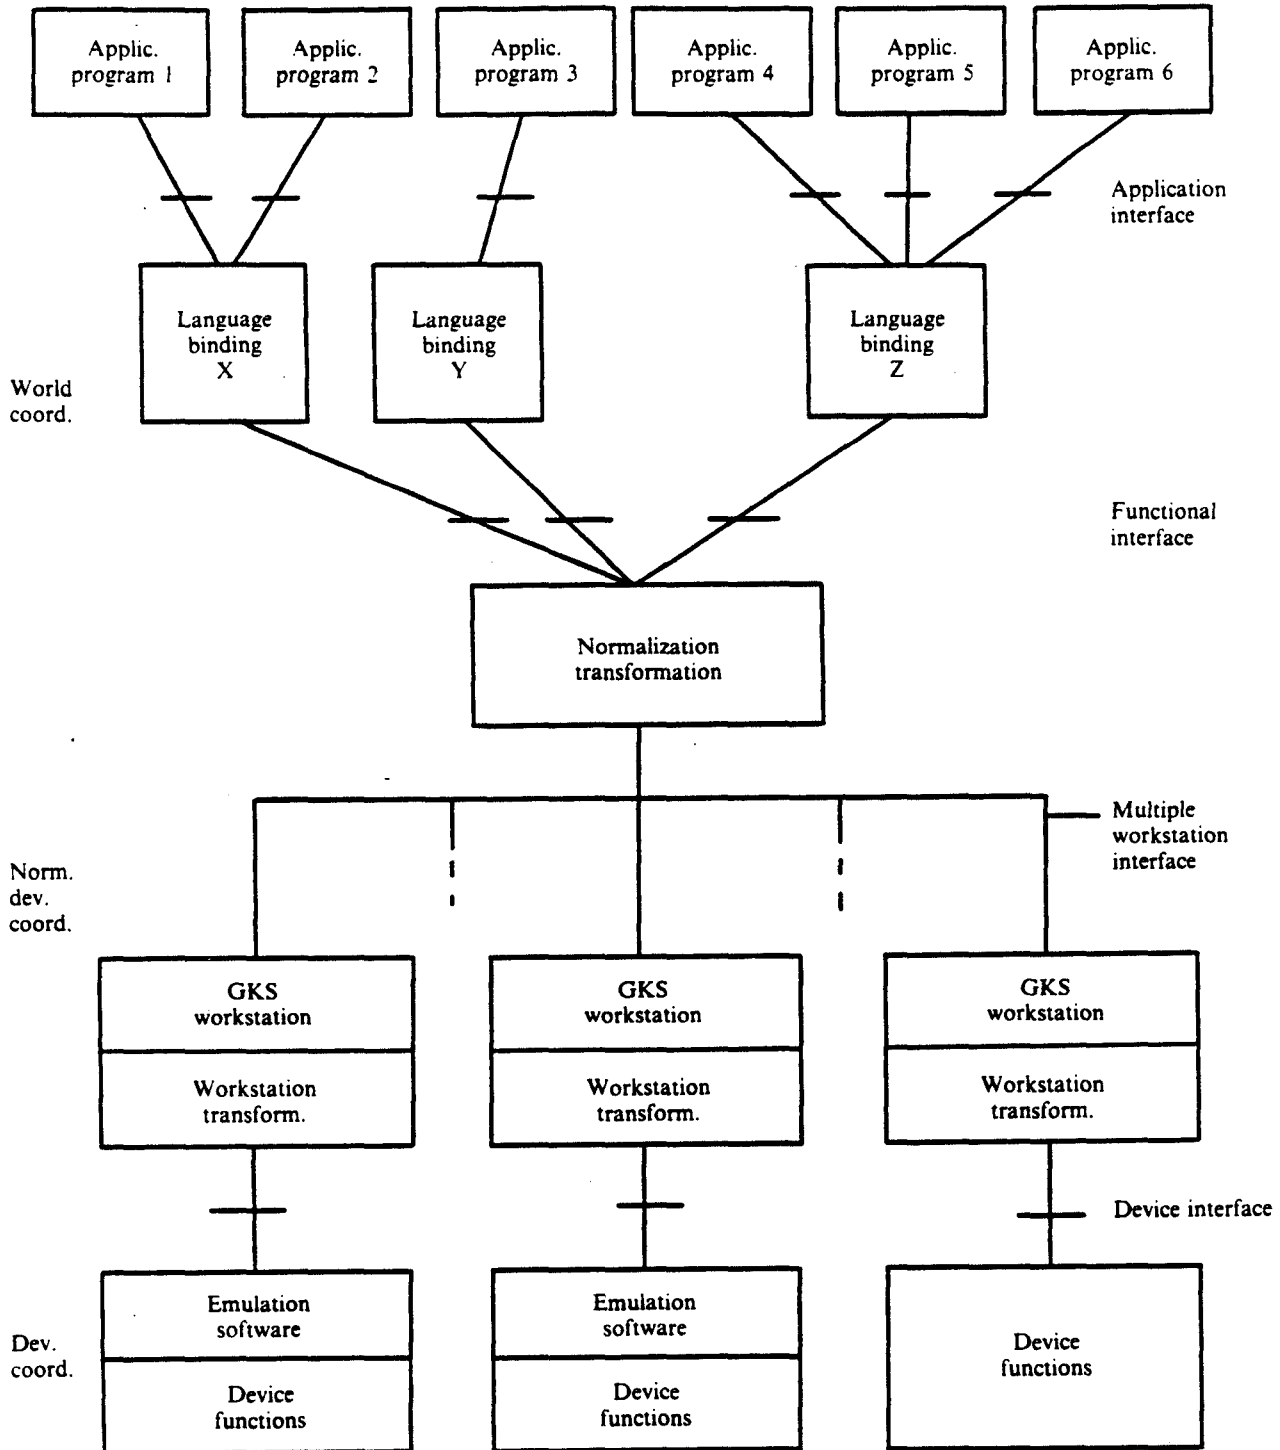 Applic.
program 1
Applic.
program 2
Applic.
program 3
Applic.
program 4
Applic.
program 5
Applic.
program 6
Application
interface
Language
binding
X
Language
binding
Y
Language
binding
Z
World
coord.
Functional
interface
Normalization
transformation
Multiple
workstation
interface
Norm.
dev.
coord.
GKS
workstation
GKS
workstation
GKS
workstation
Workstation
transform.
Workstation
transform.
Workstation
transform.
Device interface
Emulation
software
Emulation
software
Device
functions
Dev.
coord.
Device
functions
Device
functions